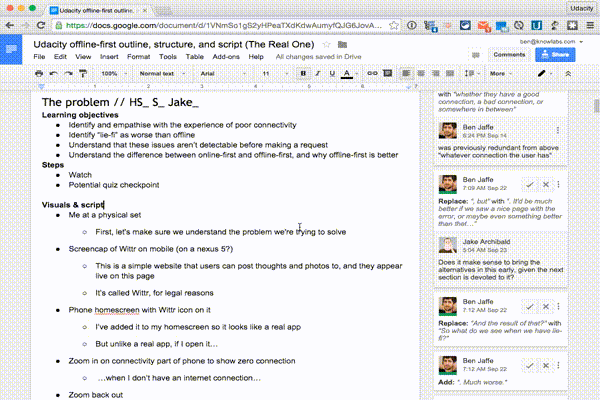 Udacity offline-first outline,
Udacity
https://docs.google.com/document/d/1VNmSo1gS2yHPeaTXdKdwAumyfQJG6JovA...
Udacity offline-first outline, structure, and script (The Real One)
ben@knowlabs.com
File Edit View Insert Format Tools Table Add-ons Help All changes saved in Drive
Comments
Share
100% Normal text Arial 11 B I U A More
The problem // HS_ S_ Jake_
Learning objectives
● Identify and empathise with the experience of poor connectivity
● Identify "lie-fi" as worse than offline
● Understand that these issues aren't detectable before making a request
● Understand the difference between online-first and offline-first, and why offline-first is better
Steps
● Watch
● Potential quiz checkpoint
Visuals & script
● Me at a physical set
○ First, let's make sure we understand the problem we're trying to solve
● Screencap of Wittr on mobile (on a nexus 5?)
○ This is a simple website that users can post thoughts and photos to, and they appear
live on this page
○ It's called Wittr, for legal reasons
● Phone homescreen with Wittr icon on it
○ I've added it to my homescreen so it looks like a real app
○ But unlike a real app, if I open it…
● Zoom in on connectivity part of phone to show zero connection
○ …when I don't have an internet connection…
● Zoom back out
with "whether they have a good
connection, a bad connection, or
somewhere in between"
Ben Jaffe
6:24 PM Sep 14
was previously redundant from above
"whatever connection the user has"
Ben Jaffe
7:09 AM Sep 22
Replace: ", but" with ". It'd be much
better if we saw a nice page with the
error, or maybe even something better
than that…"
Jake Archibald
5:04 AM Sep 23
Does it make sense to bring the
alternatives in this early, given the next
section is devoted to it?
Ben Jaffe
7:12 AM Sep 22
Replace: "And the result of that?" with
"So what do we see when we have lie-
fi?"
Ben Jaffe
7:12 AM Sep 22
Add: ". Much worse."